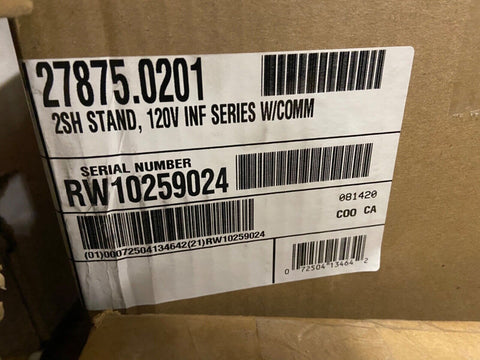 27875.0201
2SH STAND, 120V INF SERIES W/COMM
SERIAL NUMBER
RW10259024
081420
COO CA
(01)00072504134642(21)RW10259024
0 72504 13464 2